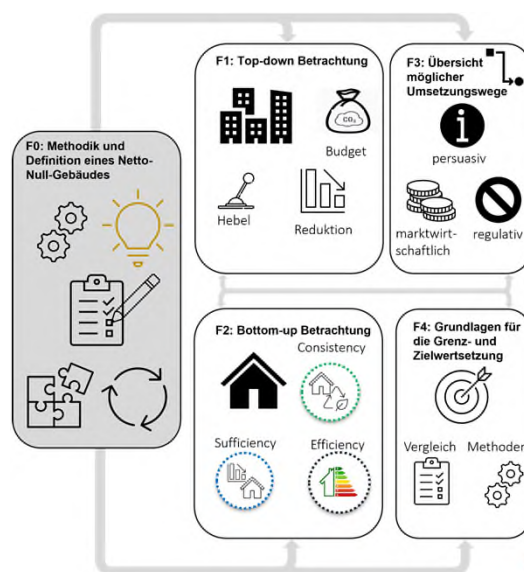 F0: Methodik und
Definition eines Netto-
Null-Gebäudes
F1: Top-down Betrachtung
CO₂
Budget
Hebel
Reduktion
F3: Übersicht
möglicher
Umsetzungswege
persuasiv
marktwirt-
schaftlich
regulativ
F2: Bottom-up Betrachtung
Consistency
Sufficiency
Efficiency
F4: Grundlagen für
die Grenz- und
Zielwertsetzung
Vergleich
Methoden